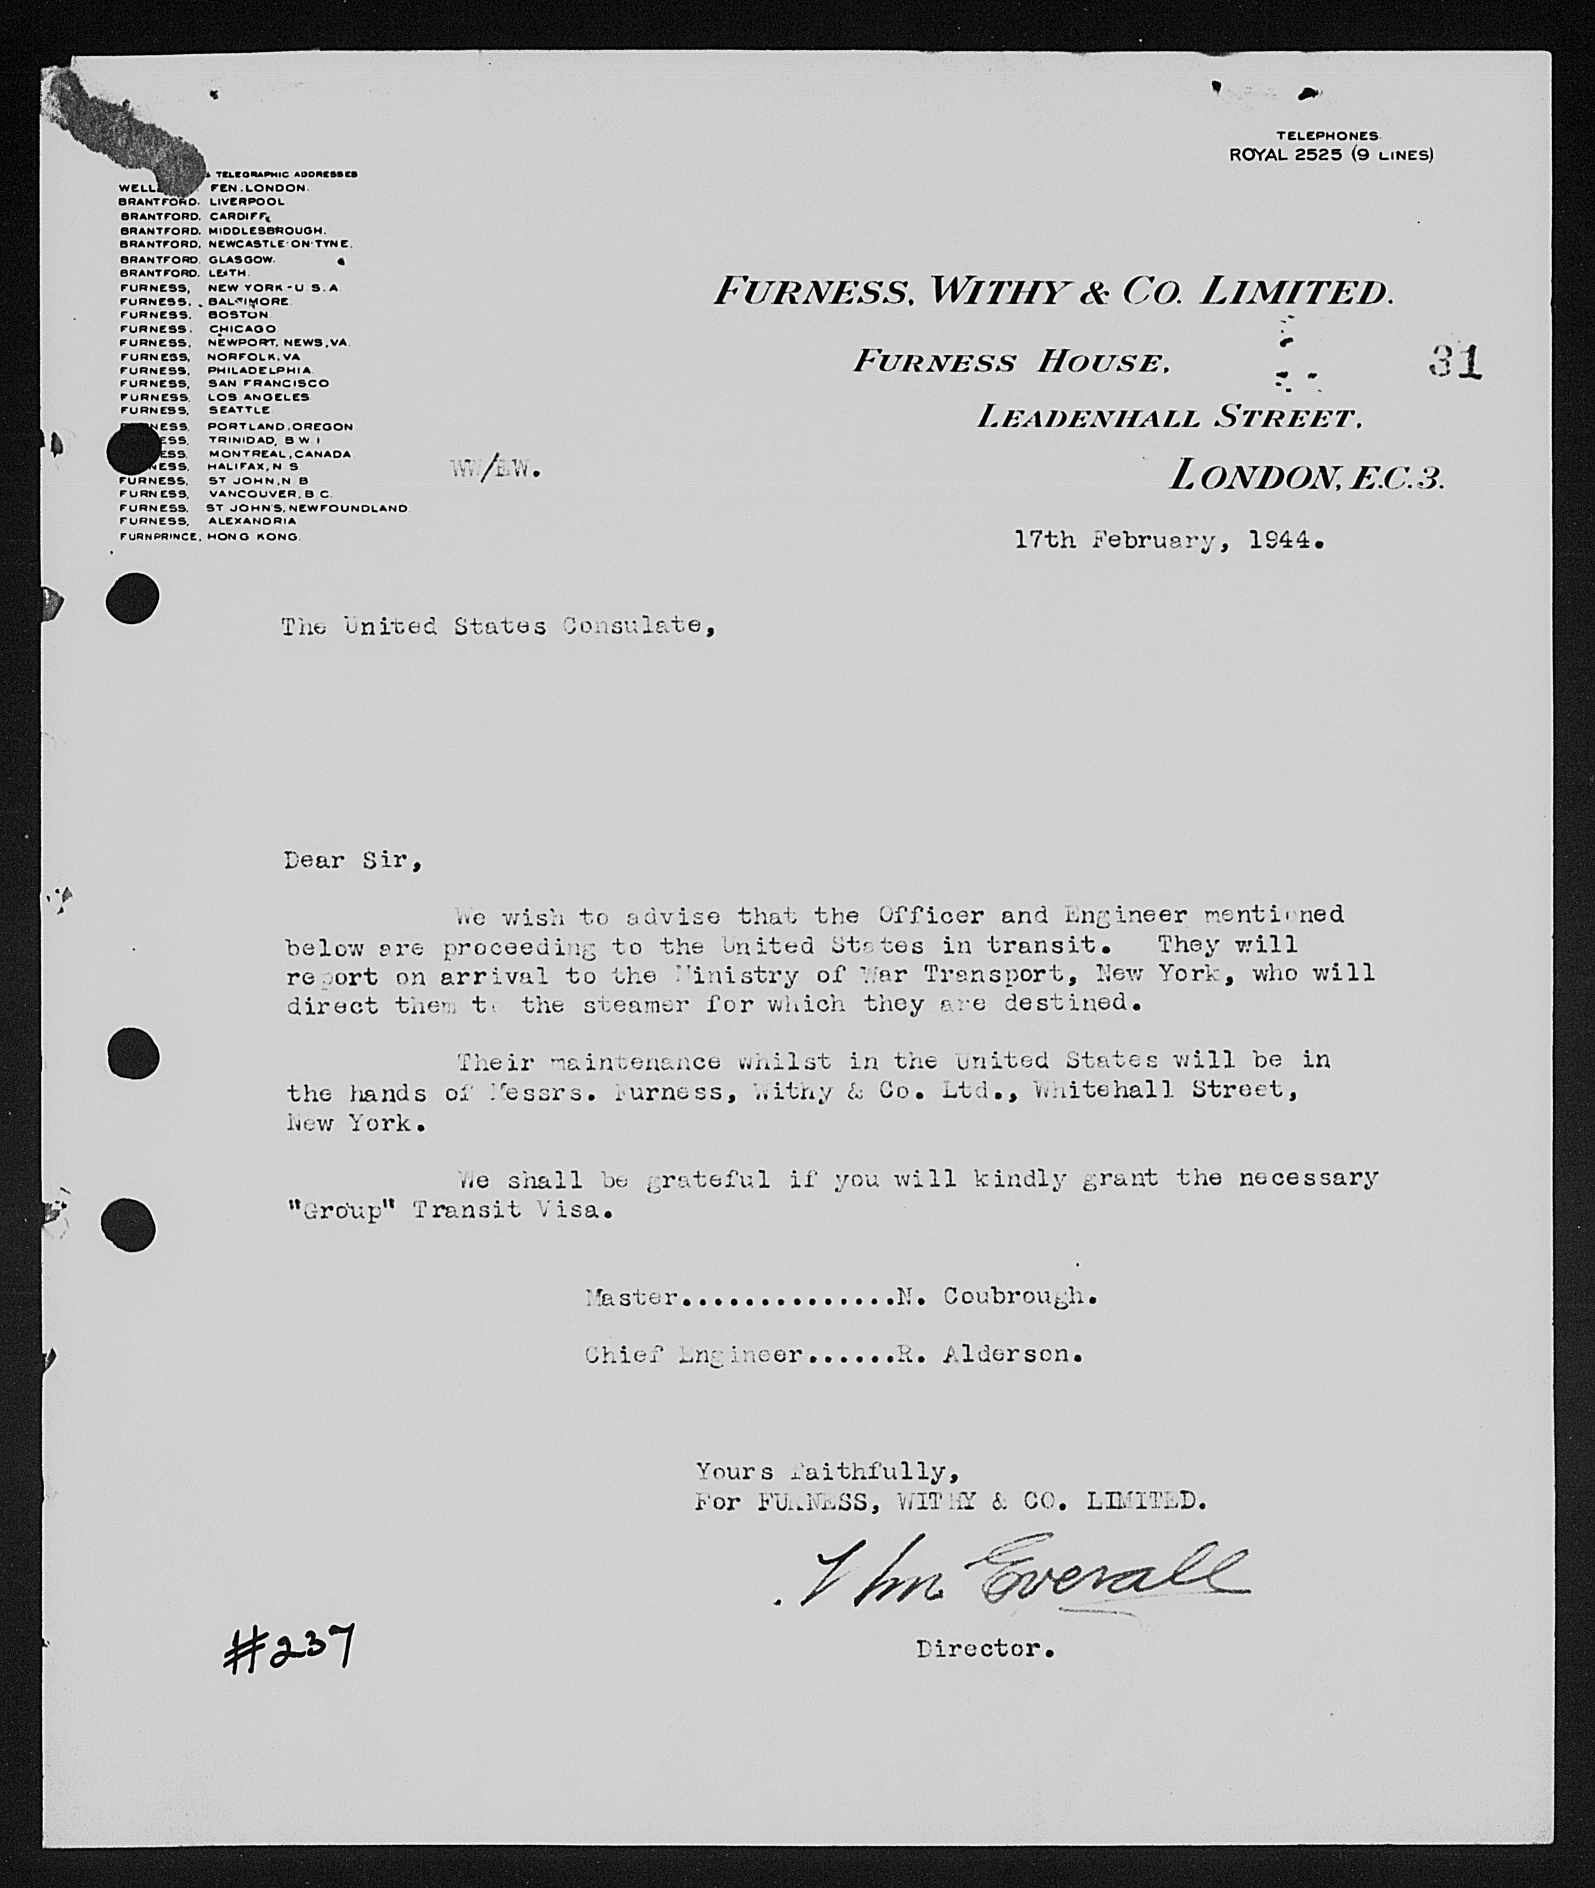 TELEPHONES.
ROYAL 2525 (9 LINES)
TELEGRAPHIC ADDRESSES
FEN. LONDON.
BRANTFORD. LIVERPOOL
BRANTFORD. CARDIFF.
BRANTFORD. MIDDLESBROUGH.
BRANTFORD, NEWCASTLE-ON-TYNE.
BRANTFORD. GLASGOW.
BRANTFORD. LEITH.
FURNESS, NEW YORK-U.S.A.
FURNESS, BALTIMORE.
FURNESS, BOSTON
FURNESS. CHICAGO
FURNESS, NEWPORT, NEWS, VA.
FURNESS, NORFOLK, VA
FURNESS, PHILADELPHIA.
FURNESS, SAN FRANCISCO
FURNESS, LOS ANGELES
FURNESS, SEATTLE
PORTLAND, OREGON
TRINIDAD, B.W.I
MONTREAL, CANADA
HALIFAX, N S
FURNESS, ST JOHN, N B
FURNESS, VANCOUVER, B C.
FURNESS. ST JOHN'S, NEWFOUNDLAND.
FURNESS, ALEXANDRIA
FURNPRINCE, HONG KONG.
FURNESS, WITHY & CO. LIMITED.
FURNESS HOUSE,
31
LEADENHALL STREET,
LONDON, E.C.3.
WW/EW.
17th February, 1944.
The United States Consulate,
Dear Sir,
We wish to advise that the Officer and Engineer mentioned
below are proceeding to the United States in transit. They will
report on arrival to the Ministry of War Transport, New York, who will
direct them to the steamer for which they are destined.
Their maintenance whilst in the United States will be in
the hands of Messrs. Furness, Withy & Co. Ltd., Whitehall Street,
New York.
We shall be grateful if you will kindly grant the necessary
"Group" Transit Visa.
Master...............N. Coubrough.
Chief Engineer......R. Alderson.
Yours faithfully,
For FURNESS, WITHY & CO. LIMITED.
Everall
Director.
#237